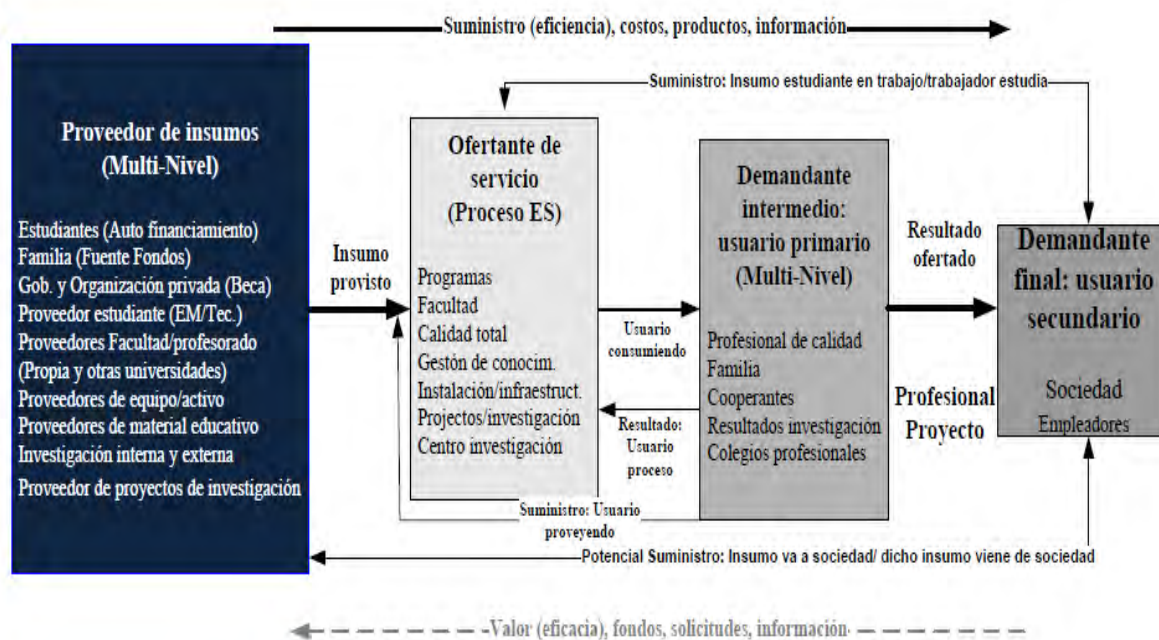 Suministro (eficiencia), costos, productos, información
Suministro: Insumo estudiante en trabajo/trabajador estudia
Proveedor de insumos
(Multi-Nivel)
Estudiantes (Auto financiamiento)
Familia (Fuente Fondos)
Gob. y Organización privada (Beca)
Proveedor estudiante (EM/Tec.)
Proveedores Facultad/profesorado
(Propia y otras universidades)
Proveedores de equipo/activo
Proveedores de material educativo
Investigación interna y externa
Proveedor de proyectos de investigación
Insumo
provisto
Ofertante de
servicio
(Proceso ES)
Programas
Facultad
Calidad total
Gestión de conocim.
Instalación/infraestruct.
Projectos/investigación
Centro investigación
Usuario
consumiendo
Resultado:
Usuario
proceso
Suministro: Usuario
proveyendo
Demandante
intermedio:
usuario primario
(Multi-Nivel)
Profesional de calidad
Familia
Cooperantes
Resultados investigación
Colegios profesionales
Resultado
ofertado
Profesional
Proyecto
Demandante
final: usuario
secundario
Sociedad
Empleadores
Potencial Suministro: Insumo va a sociedad/ dicho insumo viene de sociedad
Valor (eficacia), fondos, solicitudes, información